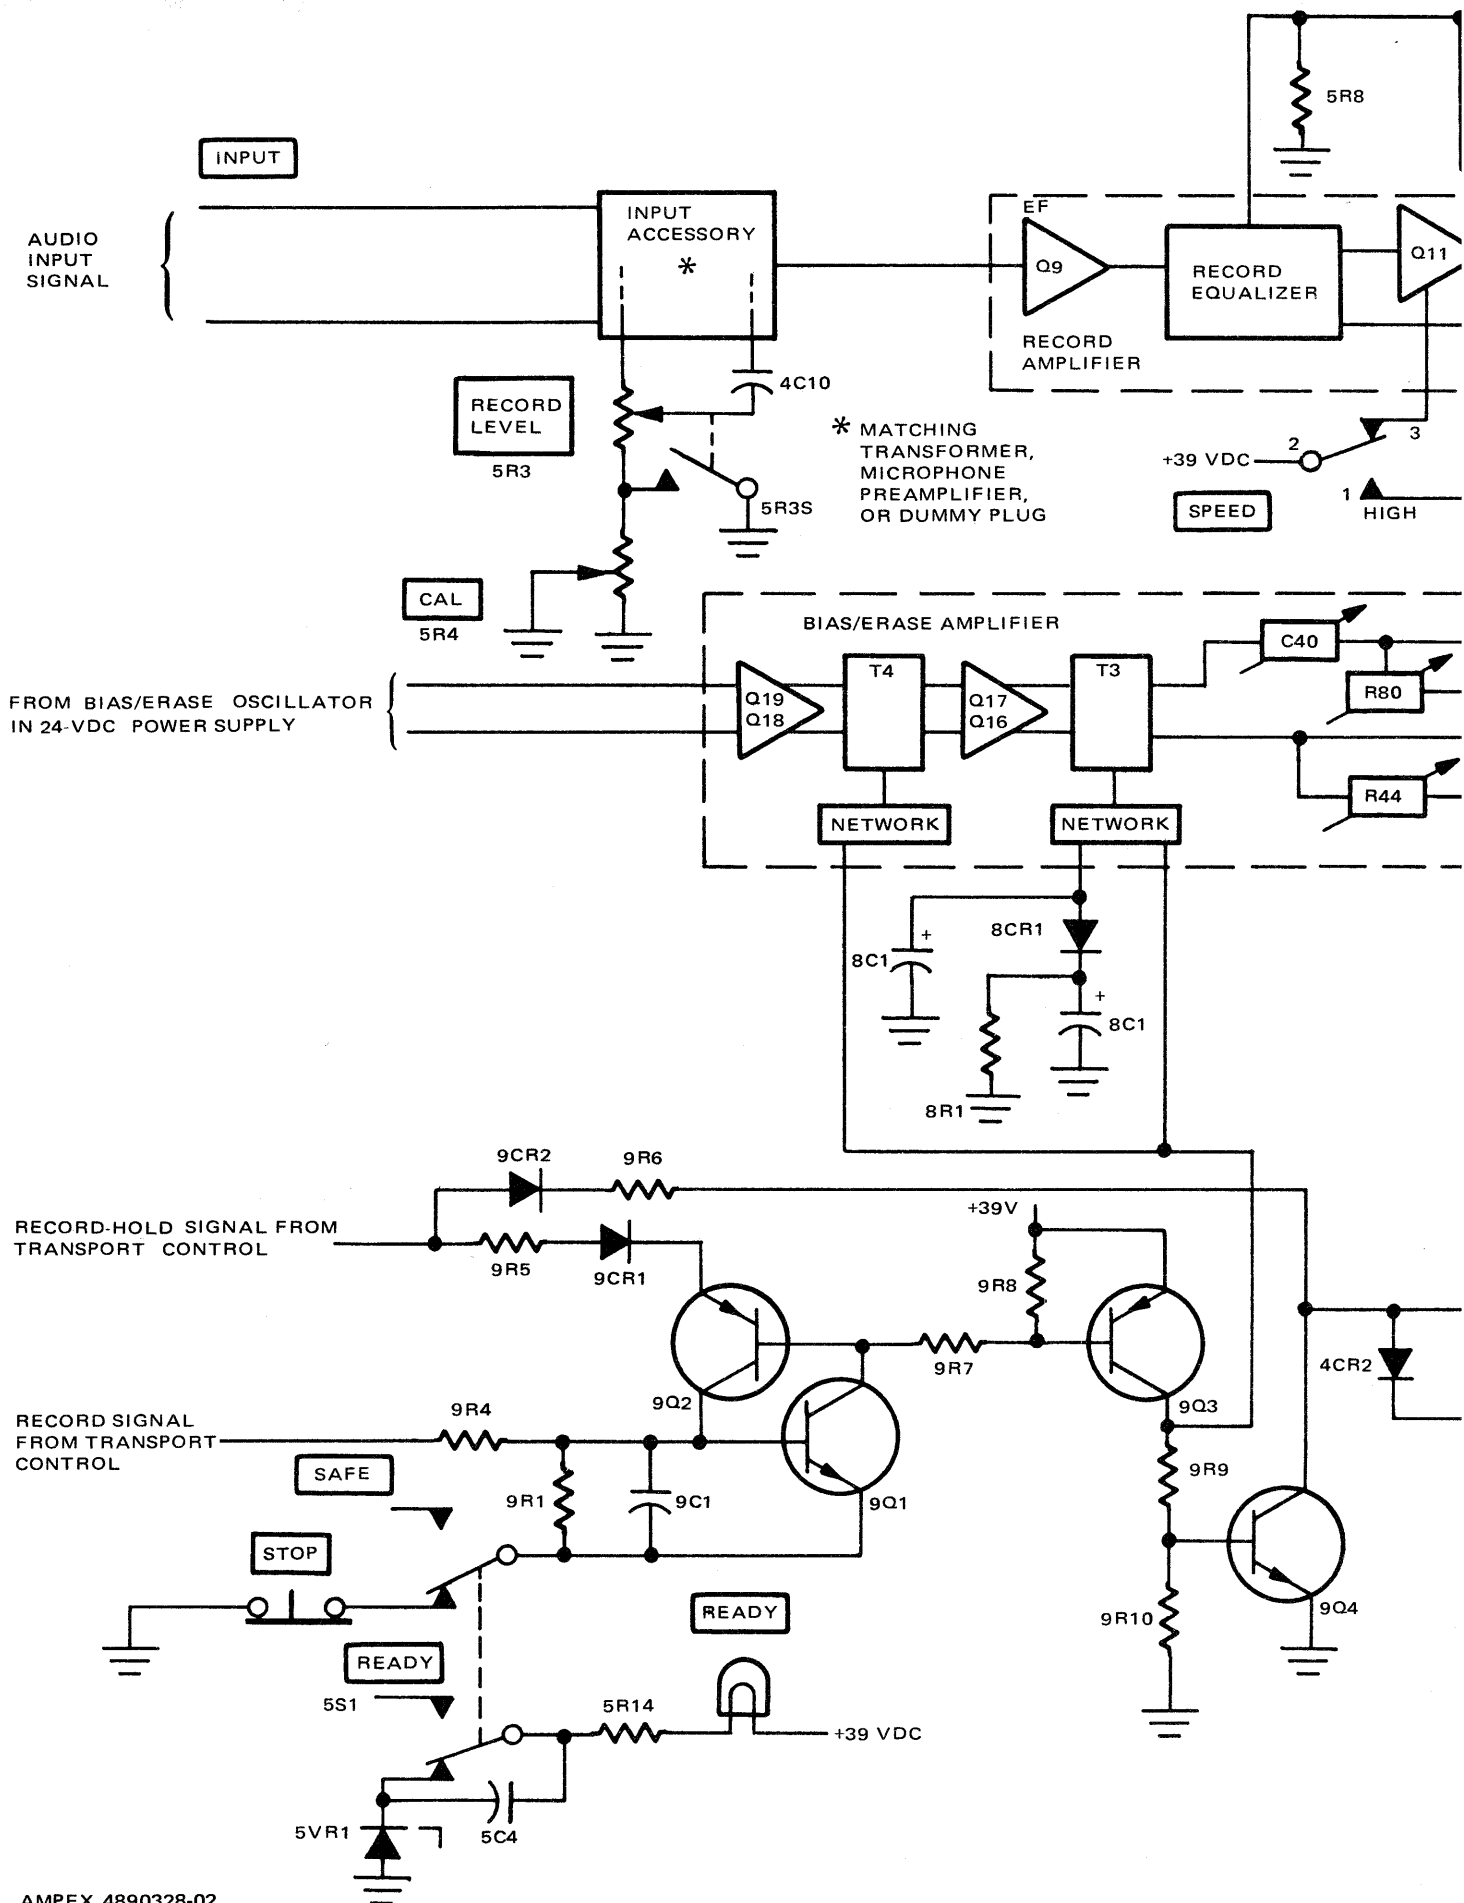 5R8
INPUT
AUDIO
INPUT
SIGNAL
INPUT
ACCESSORY
*
EF
Q9
RECORD
EQUALIZER
Q11
RECORD
AMPLIFIER
4C10
RECORD
LEVEL
5R3
* MATCHING
TRANSFORMER,
MICROPHONE
PREAMPLIFIER,
OR DUMMY PLUG
5R3S
+39 VDC
2
3
1
HIGH
SPEED
CAL
5R4
BIAS/ERASE AMPLIFIER
FROM BIAS/ERASE OSCILLATOR
IN 24-VDC POWER SUPPLY
Q19
Q18
T4
Q17
Q16
T3
C40
R80
R44
NETWORK
NETWORK
8C1
+
8CR1
+
8C1
8R1
9CR2
9R6
RECORD-HOLD SIGNAL FROM
TRANSPORT CONTROL
9R5
9CR1
+39V
9R8
9R7
9Q2
9Q3
4CR2
RECORD SIGNAL
FROM TRANSPORT
CONTROL
9R4
SAFE
9R1
9C1
9Q1
9R9
STOP
READY
9R10
9Q4
READY
5S1
5R14
+39 VDC
5VR1
5C4
AMPEX 4890328-02